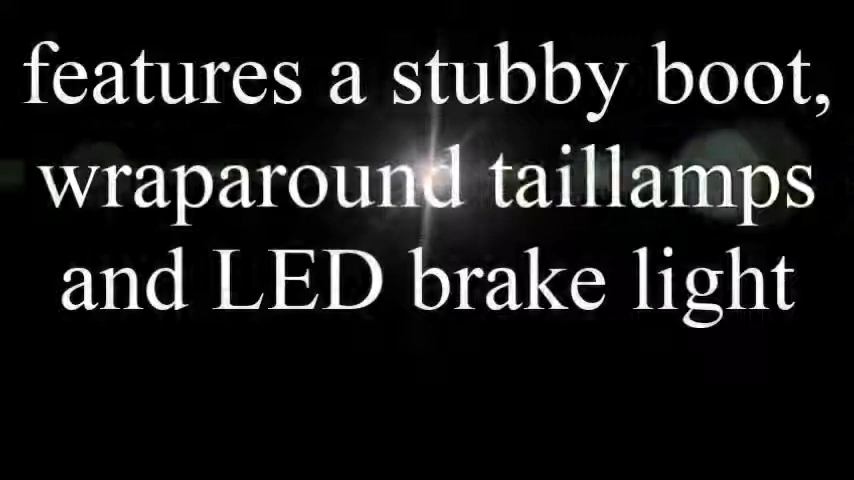 features a stubby boot,
wraparound taillamps
and LED brake light